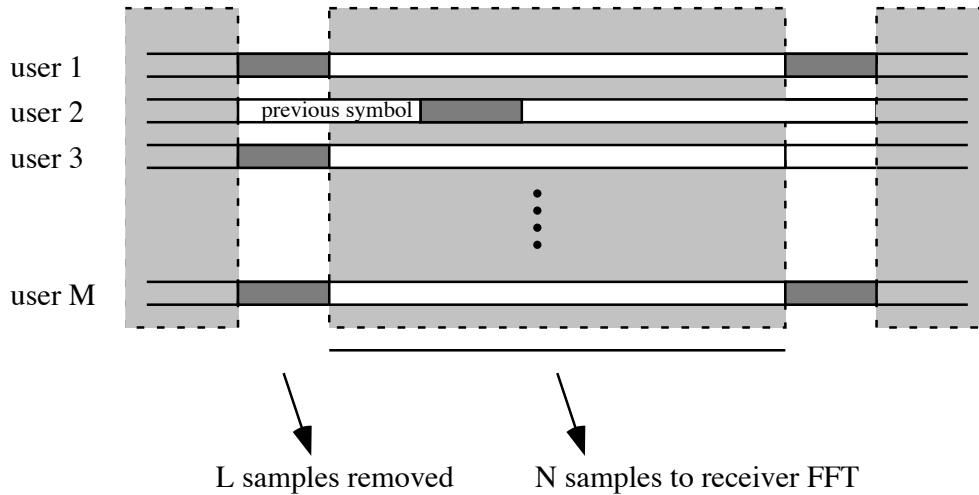 user 1
user 2
previous symbol
user 3
user M
L samples removed
N samples to receiver FFT